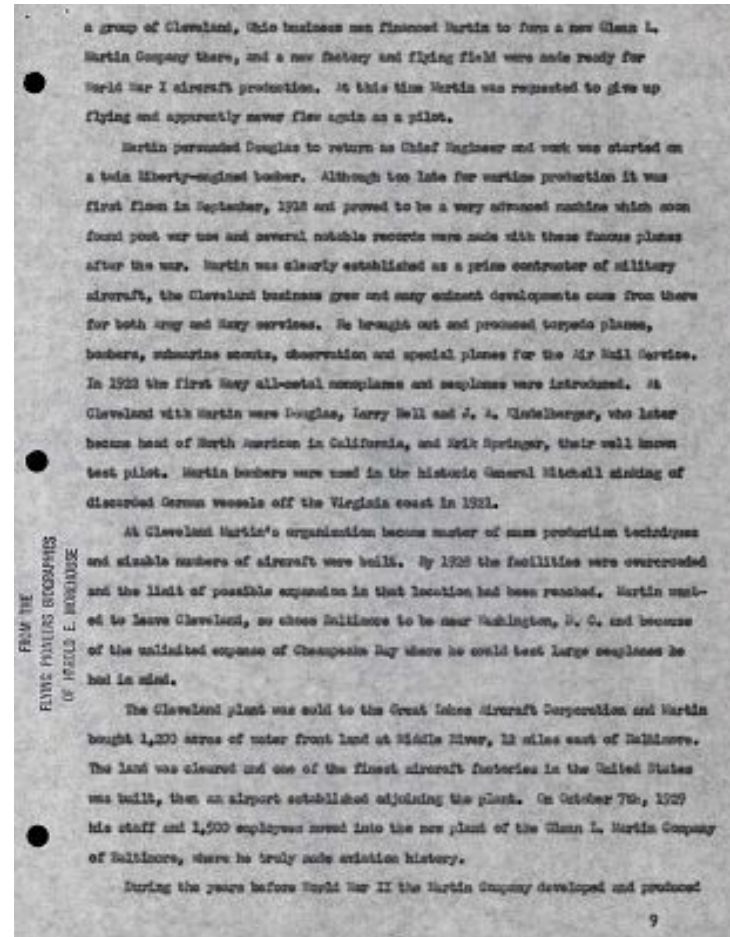 a group of Cleveland, Ohio business men financed Martin to form a new Glenn L.
Martin Company there, and a new factory and flying field were made ready for
World War I aircraft production. At this time Martin was requested to give up
flying and apparently never flew again as a pilot.
Martin persuaded Douglas to return as Chief Engineer and work was started on
a twin Liberty-engined bomber. Although too late for wartime production it was
first flown in September, 1918 and proved to be a very advanced machine which soon
found post war use and several notable records were made with these famous planes
after the war. Martin was clearly established as a prime contractor of military
aircraft, the Cleveland business grew and many eminent developments came from there
for both Army and Navy services. He brought out and produced torpedo planes,
bombers, submarine scouts, observation and special planes for the Air Mail Service.
In 1922 the first Navy all-metal monoplanes and seaplanes were introduced. At
Cleveland with Martin were Douglas, Larry Bell and J. A. Kindelberger, who later
became head of North American in California, and Erik Springer, their well known
test pilot. Martin bombers were used in the historic General Mitchell sinking of
discarded German vessels off the Virginia coast in 1921.
At Cleveland Martin's organization became master of mass production techniques
and sizable numbers of aircraft were built. By 1928 the facilities were overcrowded
and the limit of possible expansion in that location had been reached. Martin want-
ed to leave Cleveland, so chose Baltimore to be near Washington, D. C. and because
of the unlimited expanse of Chesapeake Bay where he could test large seaplanes he
had in mind.
The Cleveland plant was sold to the Great Lakes Aircraft Corporation and Martin
bought 1,200 acres of water front land at Middle River, 12 miles east of Baltimore.
The land was cleared and one of the finest aircraft factories in the United States
was built, then an airport established adjoining the plant. On October 7th, 1929
his staff and 1,500 employees moved into the new plant of the Glenn L. Martin Company
of Baltimore, where he truly made aviation history.
During the years before World War II the Martin Company developed and produced
9
FROM THE
FLYING PIONEERS BIOGRAPHIES
OF HAROLD E. MOREHOUSE